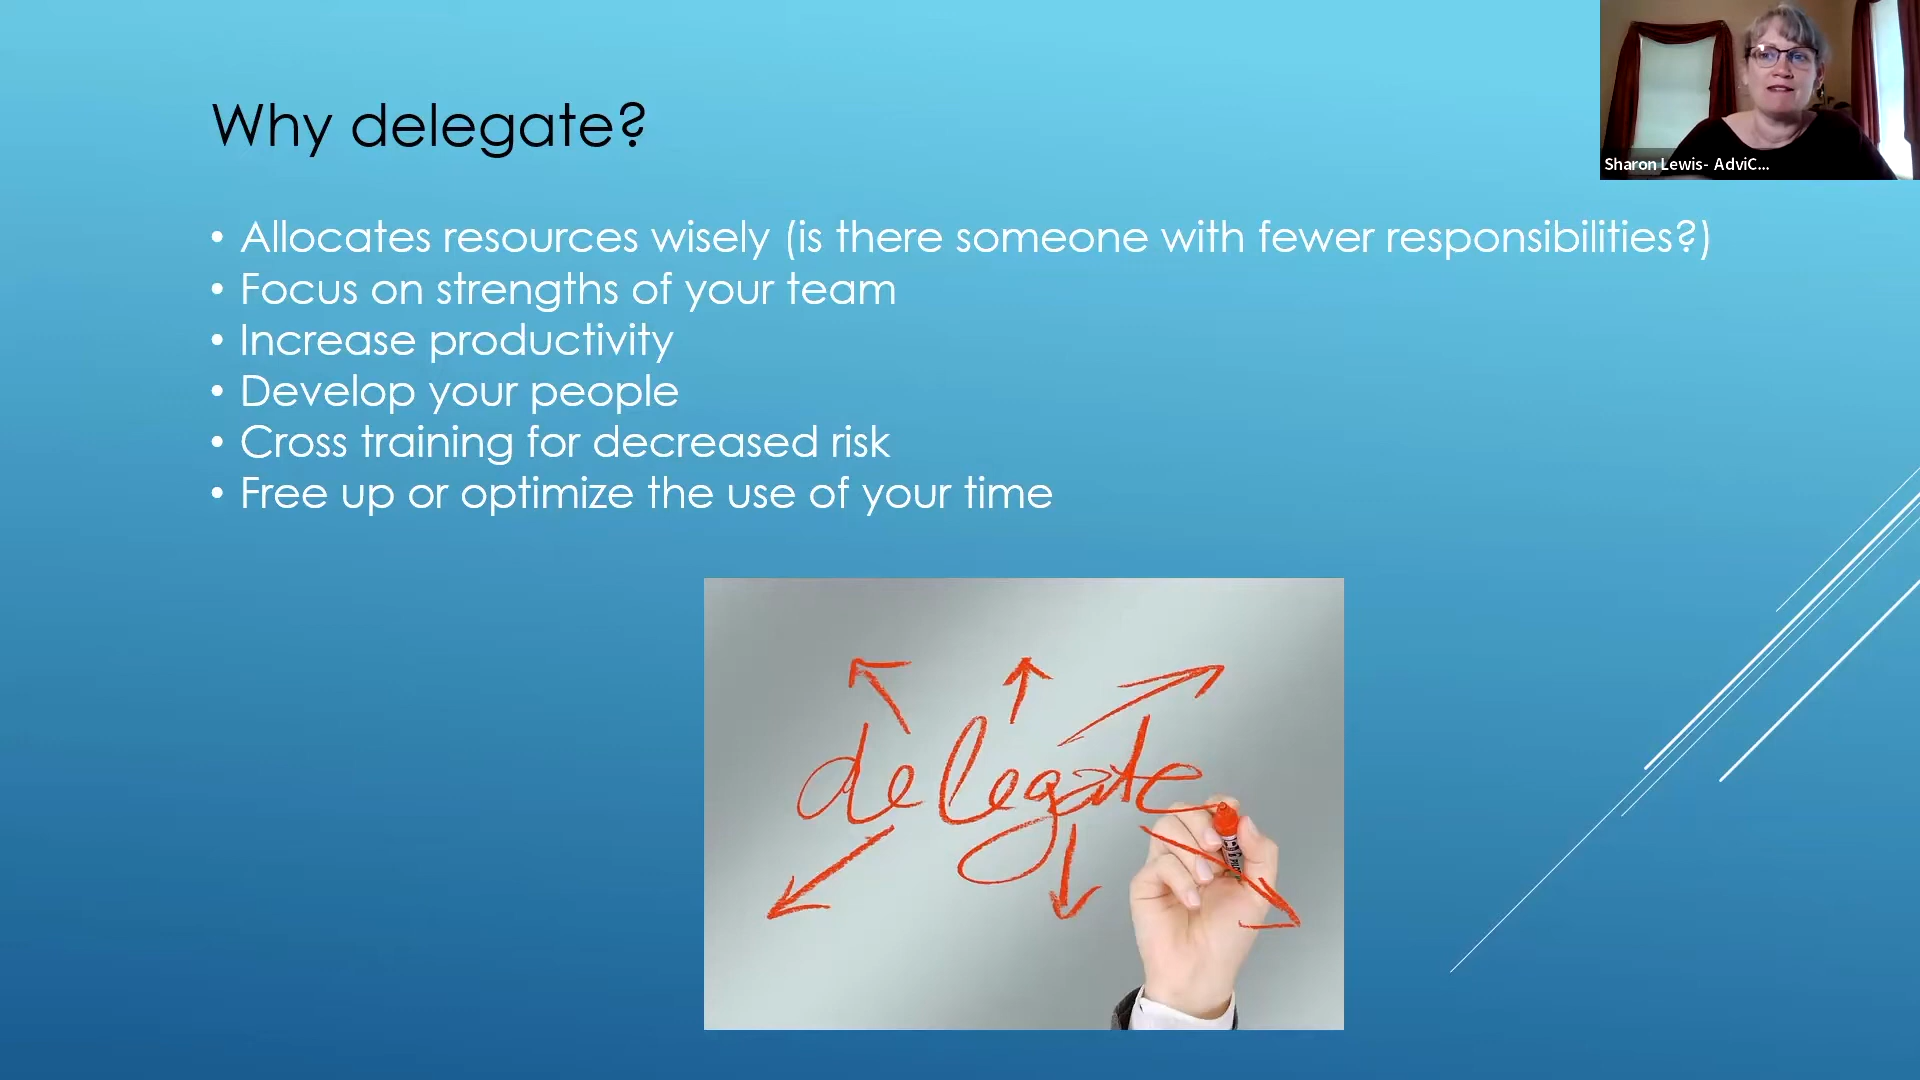 Why delegate?
Sharon Lewis- AdviC...
• Allocates resources wisely (is there someone with fewer responsibilities?)
• Focus on strengths of your team
• Increase productivity
• Develop your people
• Cross training for decreased risk
• Free up or optimize the use of your time
delegate